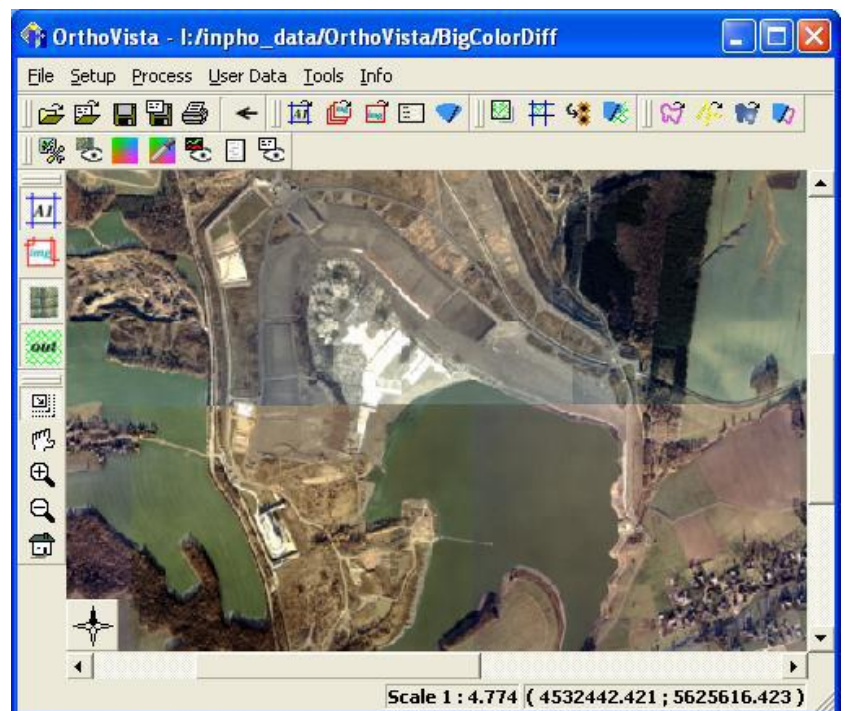 OrthoVista - I:/inpho_data/OrthoVista/BigColorDiff
File Setup Process User Data Tools Info
AI
AI
img
out
Scale 1 : 4.774 ( 4532442.421 ; 5625616.423 )